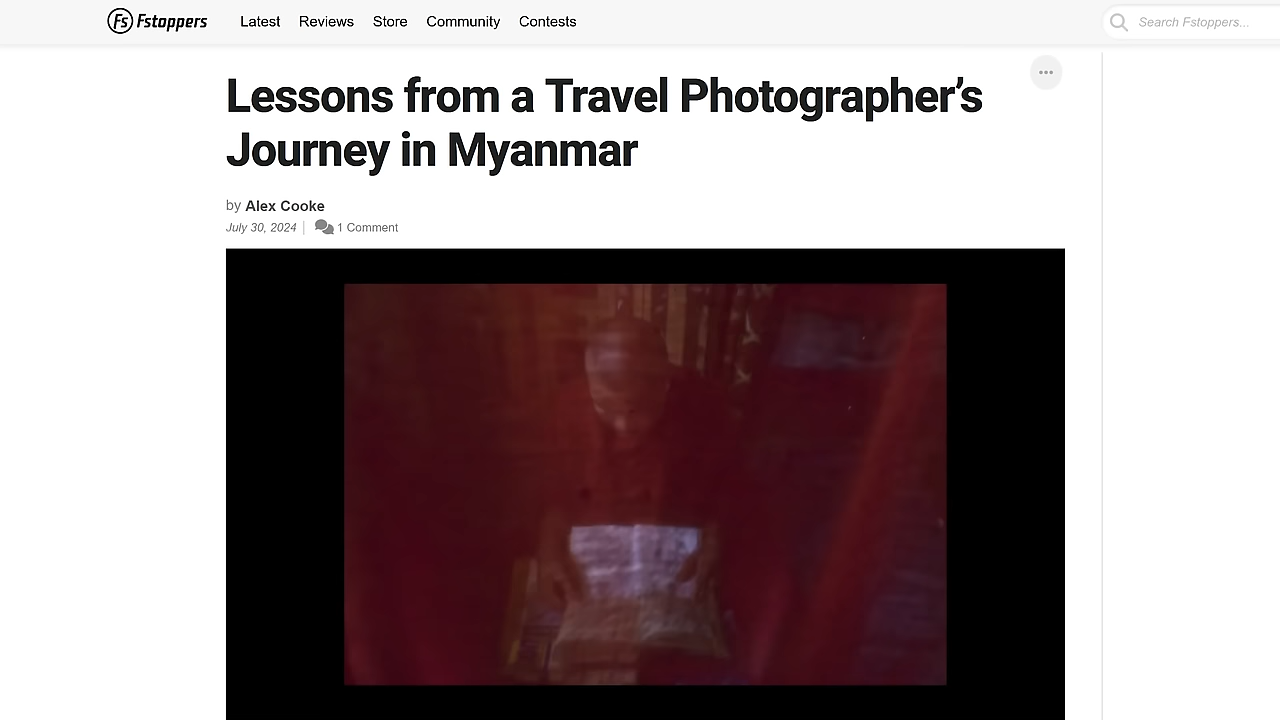 Fs Fstoppers Latest Reviews Store Community Contests Search Fstoppers...
Lessons from a Travel Photographer’s
Journey in Myanmar
by Alex Cooke
July 30, 2024 | 1 Comment